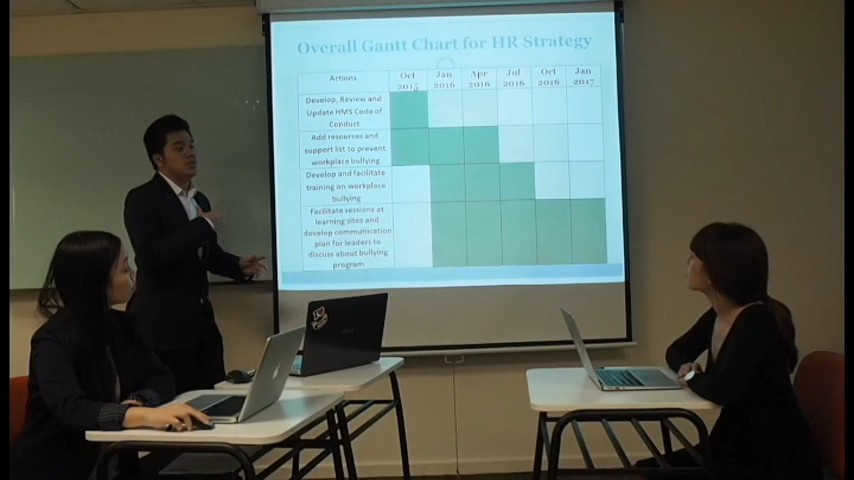 Overall Gantt Chart for HR Strategy
Actions
Oct 2015
Jan 2016
Apr 2016
Jul 2016
Oct 2016
Jan 2017
Develop, Review and
Update HMS Code of
Conduct
Add resources and
support list to prevent
workplace bullying
Develop and facilitate
training on workplace
bullying
Facilitate sessions at
learning sites and
develop communication
plan for leaders to
discuss about bullying
program